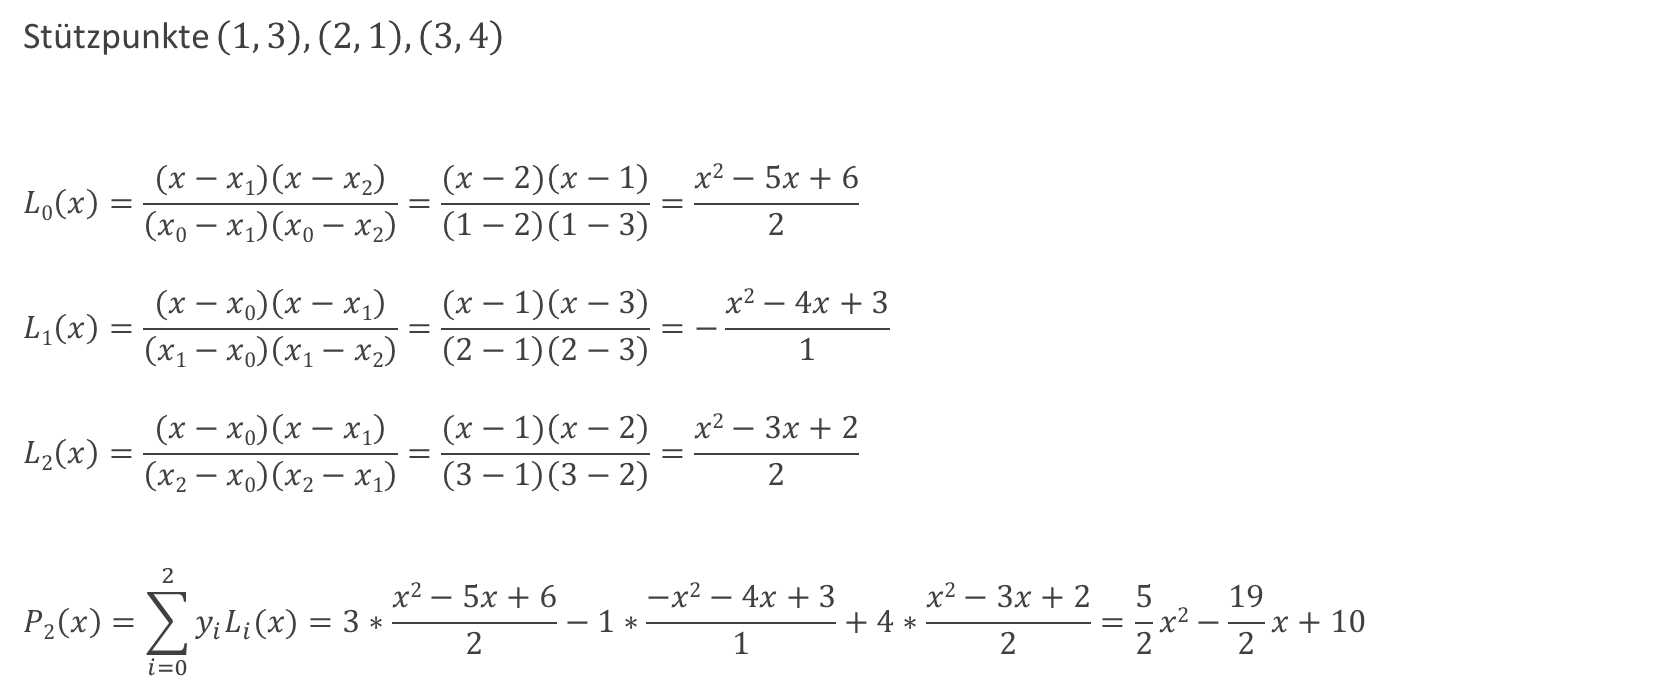 Stützpunkte (1, 3), (2, 1), (3, 4)
L₀(x) = (x − x₁)(x − x₂) / (x₀ − x₁)(x₀ − x₂) = (x − 2)(x − 1) / (1 − 2)(1 − 3) = x² − 5x + 6 / 2
L₁(x) = (x − x₀)(x − x₁) / (x₁ − x₀)(x₁ − x₂) = (x − 1)(x − 3) / (2 − 1)(2 − 3) = − x² − 4x + 3 / 1
L₂(x) = (x − x₀)(x − x₁) / (x₂ − x₀)(x₂ − x₁) = (x − 1)(x − 2) / (3 − 1)(3 − 2) = x² − 3x + 2 / 2
P₂(x) = ∑_{i=0}^{2} yᵢLᵢ(x) = 3 * x² − 5x + 6 / 2 − 1 * −x² − 4x + 3 / 1 + 4 * x² − 3x + 2 / 2 = 5/2 x² − 19/2 x + 10